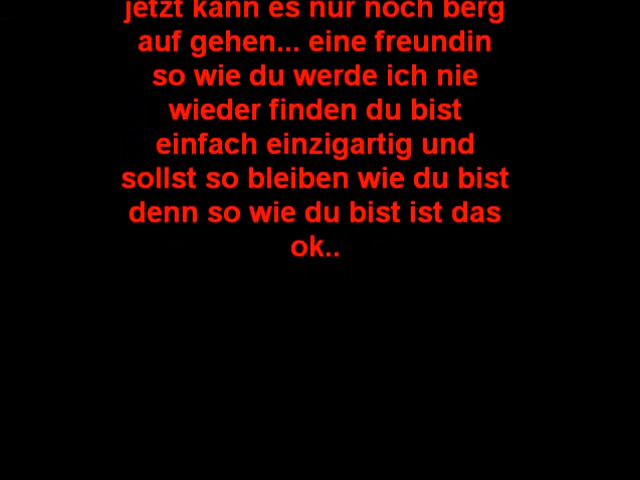 jetzt kann es nur noch berg
auf gehen... eine freundin
so wie du werde ich nie
wieder finden du bist
einfach einzigartig und
sollst so bleiben wie du bist
denn so wie du bist ist das
ok..